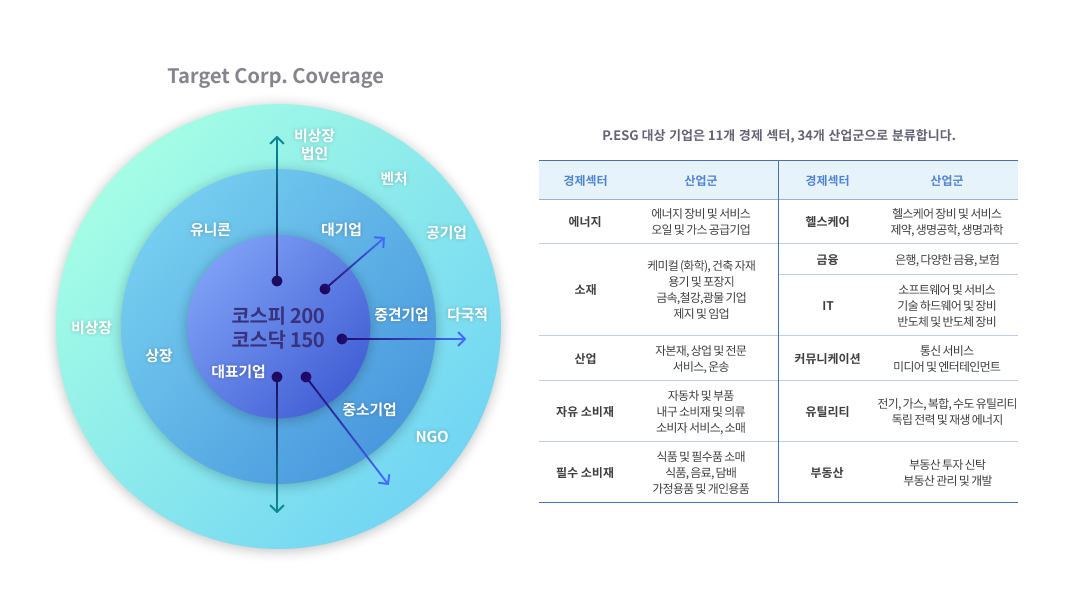 Target Corp. Coverage
비상장
법인
벤처
유니콘
대기업
공기업
코스피 200
코스닥 150
중견기업
다국적
비상장
상장
대표기업
중소기업
NGO
P.ESG 대상 기업은 11개 경제 섹터, 34개 산업군으로 분류합니다.
경제섹터 산업군 경제섹터 산업군
에너지
에너지 장비 및 서비스
오일 및 가스 공급기업
헬스케어
헬스케어 장비 및 서비스
제약, 생명공학, 생명과학
소재
케미컬 (화학), 건축 자재
용기 및 포장지
금속,철강,광물 기업
제지 및 임업
금융
은행, 다양한 금융, 보험
IT
소프트웨어 및 서비스
기술 하드웨어 및 장비
반도체 및 반도체 장비
산업
자본재, 상업 및 전문
서비스, 운송
커뮤니케이션
통신 서비스
미디어 및 엔터테인먼트
자유 소비재
자동차 및 부품
내구 소비재 및 의류
소비자 서비스, 소매
유틸리티
전기, 가스, 복합, 수도 유틸리티
독립 전력 및 재생 에너지
필수 소비재
식품 및 필수품 소매
식품, 음료, 담배
가정용품 및 개인용품
부동산
부동산 투자 신탁
부동산 관리 및 개발